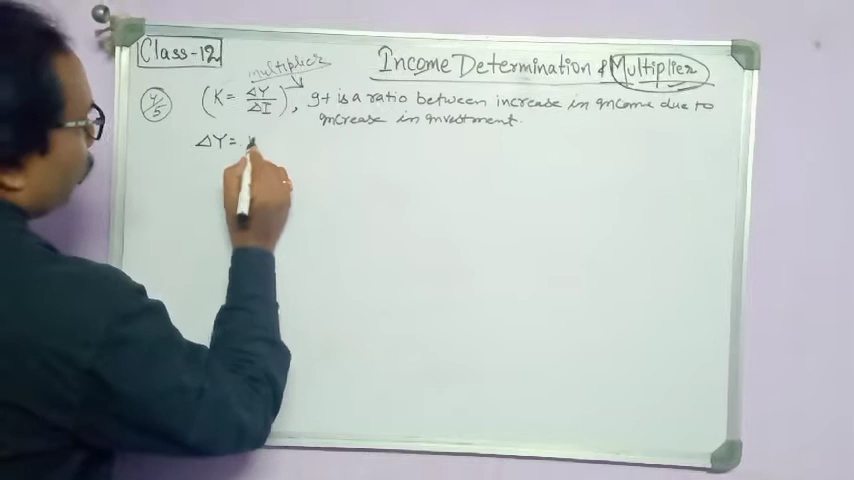 Class-12
Income Determination & Multiplier
multiplier
4/5 (K = ΔY/ΔI), It is a ratio between increase in income due to
increase in investment.
ΔY =